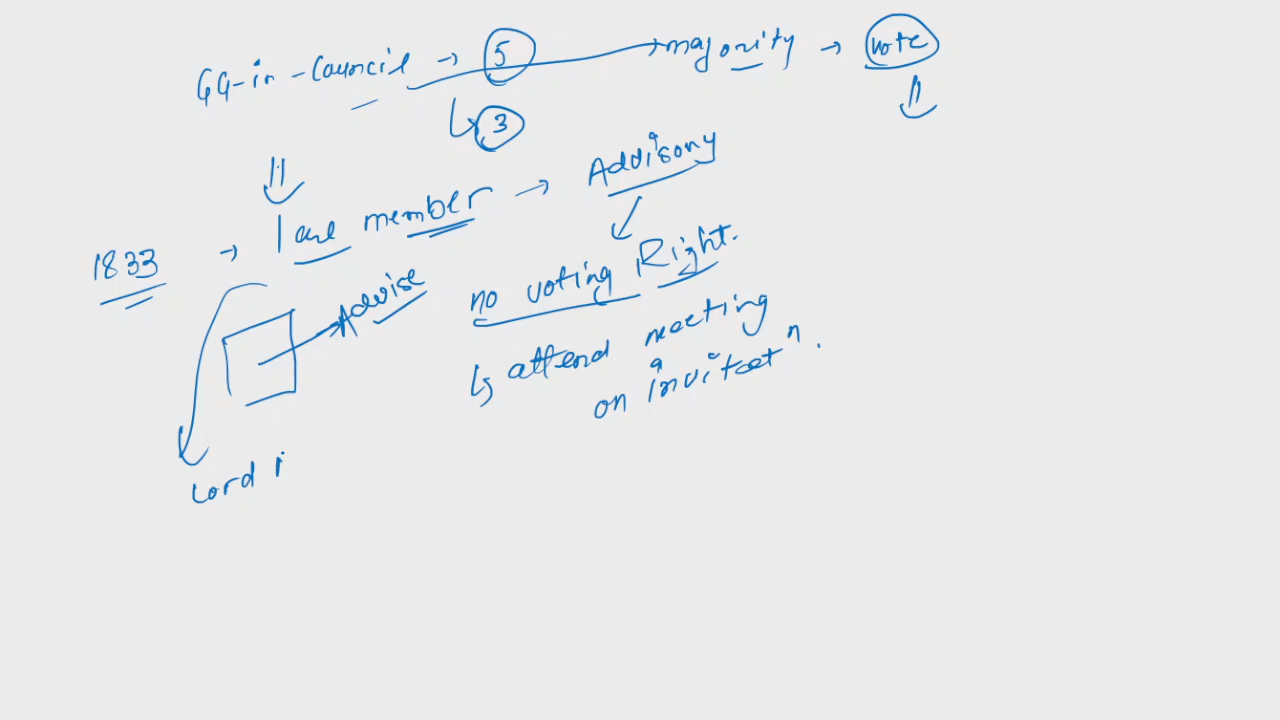 GG-in-Council → 5 → majority → vote
3
1833 → 1 member → Advisory
Advise
no voting Right.
↳ attend meeting
on invitatⁿ.
Lord